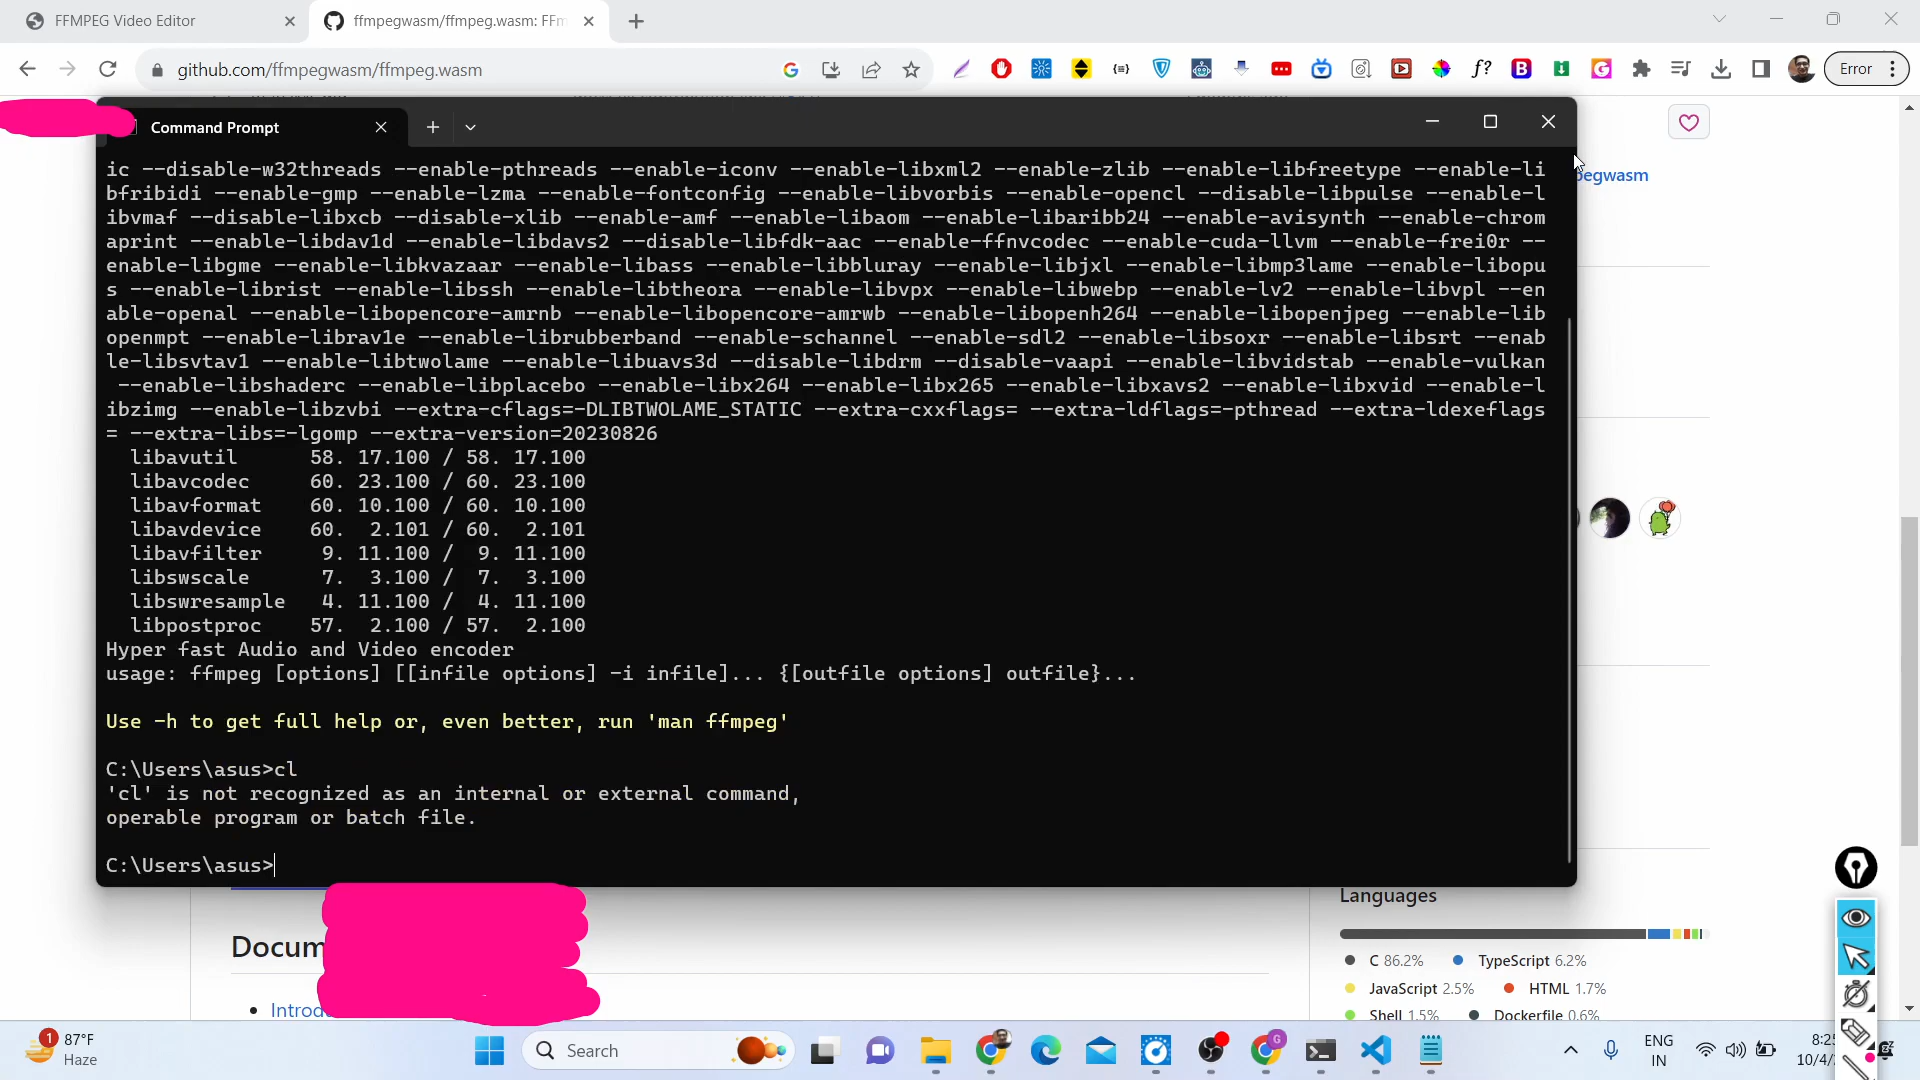 FFMPEG Video Editor
ffmpegwasm/ffmpeg.wasm: FFm
github.com/ffmpegwasm/ffmpeg.wasm
Error
Command Prompt
ic --disable-w32threads --enable-pthreads --enable-iconv --enable-libxml2 --enable-zlib --enable-libfreetype --enable-li
bfribidi --enable-gmp --enable-lzma --enable-fontconfig --enable-libvorbis --enable-opencl --disable-libpulse --enable-l
ibvmaf --disable-libxcb --disable-xlib --enable-amf --enable-libaom --enable-libaribb24 --enable-avisynth --enable-chrom
aprint --enable-libdav1d --enable-libdavs2 --disable-libfdk-aac --enable-ffnvcodec --enable-cuda-llvm --enable-frei0r --
enable-libgme --enable-libkvazaar --enable-libass --enable-libbluray --enable-libjxl --enable-libmp3lame --enable-libopu
s --enable-librist --enable-libssh --enable-libtheora --enable-libvpx --enable-libwebp --enable-lv2 --enable-libvpl --en
able-openal --enable-libopencore-amrnb --enable-libopencore-amrwb --enable-libopenh264 --enable-libopenjpeg --enable-lib
openmpt --enable-librav1e --enable-librubberband --enable-schannel --enable-sdl2 --enable-libsoxr --enable-libsrt --enab
le-libsvtav1 --enable-libtwolame --enable-libuavs3d --disable-libdrm --disable-vaapi --enable-libvidstab --enable-vulkan
--enable-libshaderc --enable-libplacebo --enable-libx264 --enable-libx265 --enable-libxavs2 --enable-libxvid --enable-l
ibzimg --enable-libzvbi --extra-cflags=-DLIBTWOLAME_STATIC --extra-cxxflags= --extra-ldflags=-pthread --extra-ldexeflags
= --extra-libs=-lgomp --extra-version=20230826
libavutil 58. 17.100 / 58. 17.100
libavcodec 60. 23.100 / 60. 23.100
libavformat 60. 10.100 / 60. 10.100
libavdevice 60. 2.101 / 60. 2.101
libavfilter 9. 11.100 / 9. 11.100
libswscale 7. 3.100 / 7. 3.100
libswresample 4. 11.100 / 4. 11.100
libpostproc 57. 2.100 / 57. 2.100
Hyper fast Audio and Video encoder
usage: ffmpeg [options] [[infile options] -i infile]... {[outfile options] outfile}...
Use -h to get full help or, even better, run 'man ffmpeg'
C:\Users\asus>cl
'cl' is not recognized as an internal or external command,
operable program or batch file.
C:\Users\asus>
pegwasm
Docum
Introd
Languages
C 86.2% TypeScript 6.2%
JavaScript 2.5% HTML 1.7%
Shell 1.5% Dockerfile 0.6%
1
87°F
Haze
Search
ENG
IN
8:25
10/4/